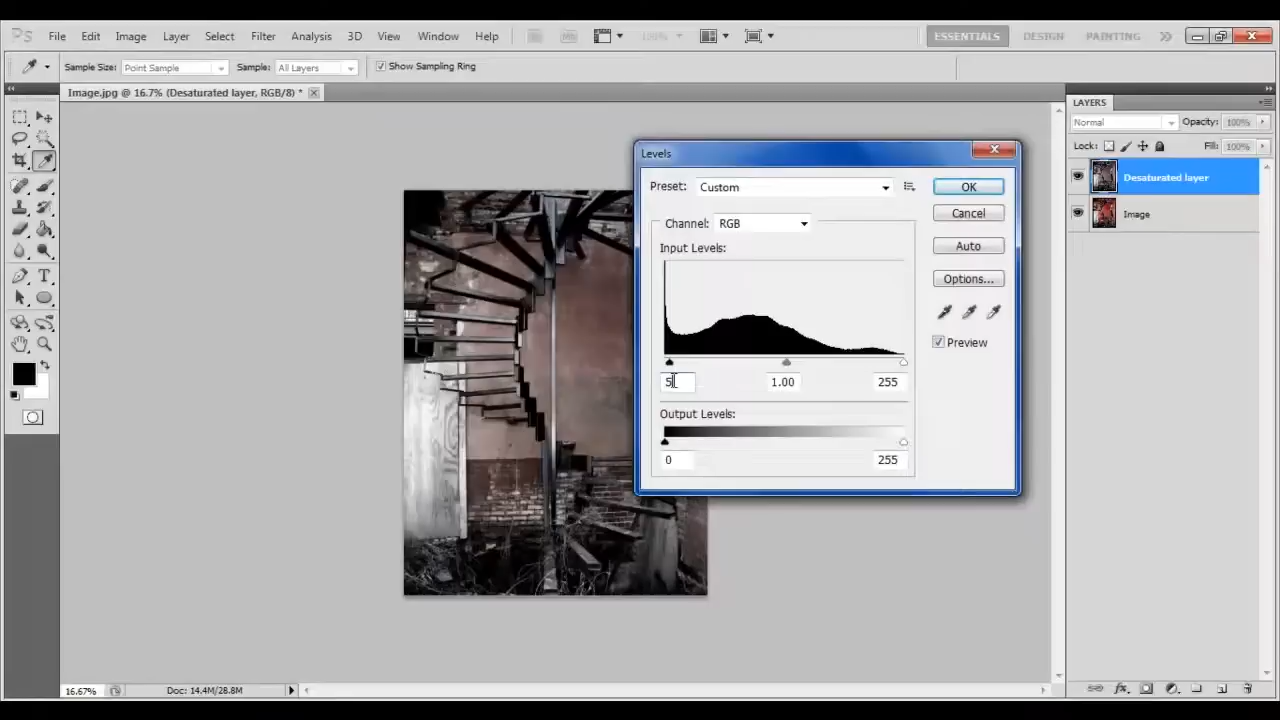 Ps File Edit Image Layer Select Filter Analysis 3D View Window Help Mb 100% ESSENTIALS DESIGN PAINTING
Sample Size: Point Sample Sample: All Layers Show Sampling Ring
Image.jpg @ 16.7% (Desaturated layer, RGB/8) *
LAYERS
Normal Opacity: 100%
Lock: Fill: 100%
Desaturated layer
Image
Levels
Preset: Custom OK
Channel: RGB Cancel
Input Levels: Auto
Options...
Preview
5 1.00 255
Output Levels:
0 255
16.67% Doc: 14.4M/28.8M